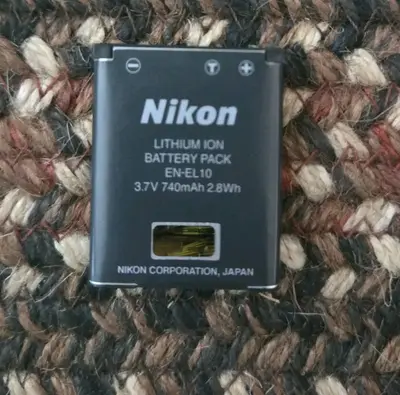 − T +
Nikon
LITHIUM ION
BATTERY PACK
EN-EL10
3.7V 740mAh 2.8Wh
NIKON CORPORATION, JAPAN